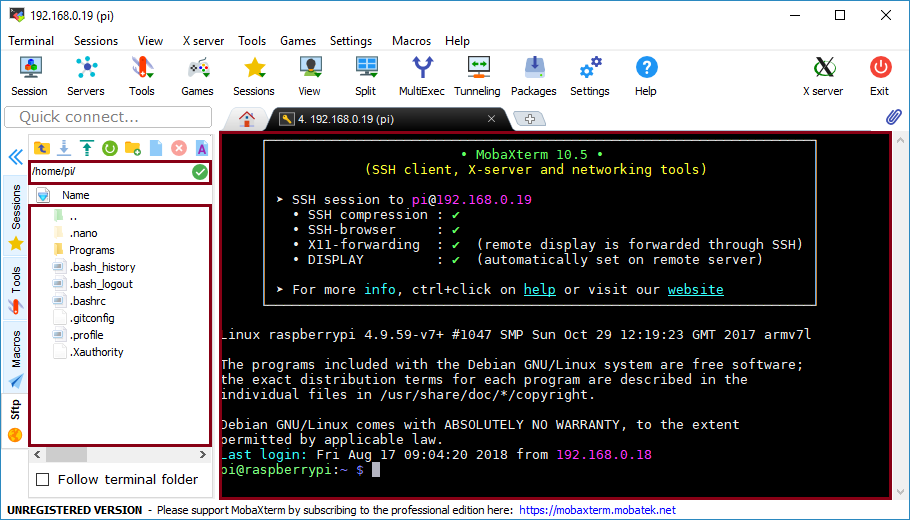 192.168.0.19 (pi)
Terminal Sessions View X server Tools Games Settings Macros Help
Session Servers Tools Games Sessions View Split MultiExec Tunneling Packages Settings Help X server Exit
Quick connect...
4. 192.168.0.19 (pi)
/home/pi/
Name
..
.nano
Programs
.bash_history
.bash_logout
.bashrc
.gitconfig
.profile
.Xauthority
Follow terminal folder
Sessions
Tools
Macros
Sftp
• MobaXterm 10.5 •
(SSH client, X-server and networking tools)
➤ SSH session to pi@192.168.0.19
• SSH compression : ✔
• SSH-browser : ✔
• X11-forwarding : ✔ (remote display is forwarded through SSH)
• DISPLAY : ✔ (automatically set on remote server)
➤ For more info, ctrl+click on help or visit our website
Linux raspberrypi 4.9.59-v7+ #1047 SMP Sun Oct 29 12:19:23 GMT 2017 armv7l
The programs included with the Debian GNU/Linux system are free software;
the exact distribution terms for each program are described in the
individual files in /usr/share/doc/*/copyright.
Debian GNU/Linux comes with ABSOLUTELY NO WARRANTY, to the extent
permitted by applicable law.
Last login: Fri Aug 17 09:04:20 2018 from 192.168.0.18
pi@raspberrypi:~ $
UNREGISTERED VERSION - Please support MobaXterm by subscribing to the professional edition here: https://mobaxterm.mobatek.net